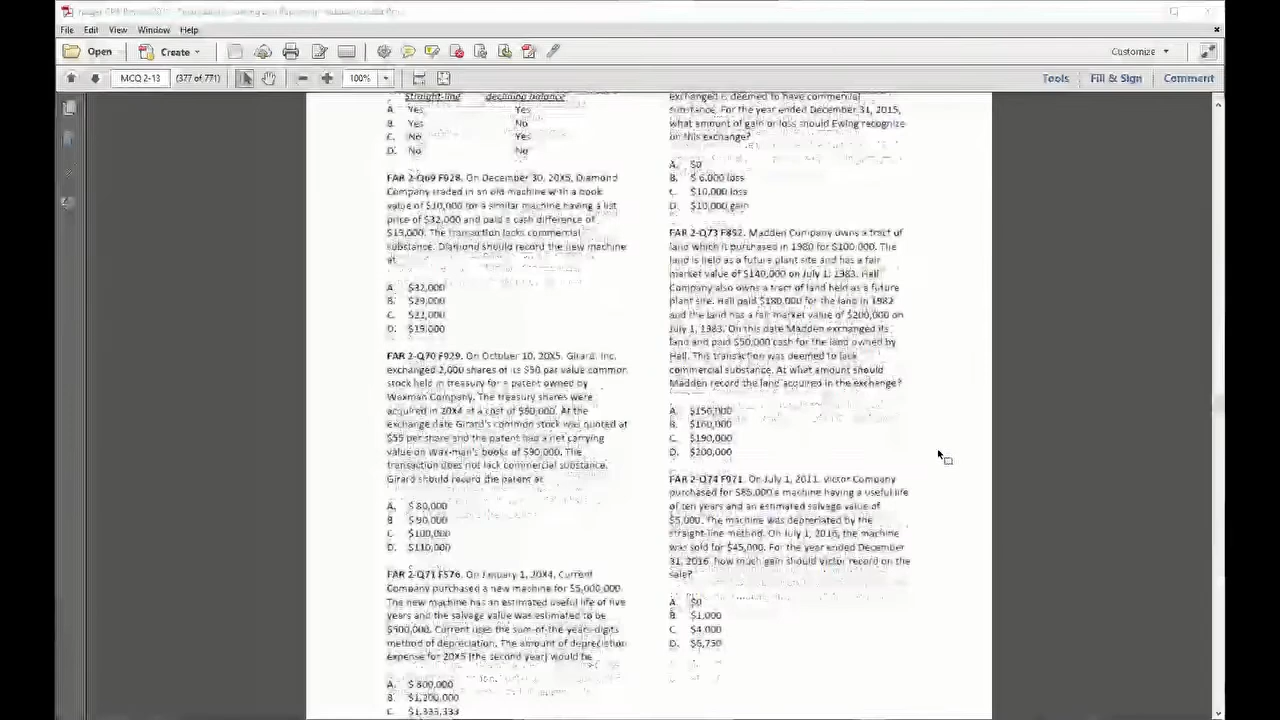 File Edit View Window Help
Open Create Customize
MCQ 2-13 (377 of 771) 100% Tools Fill & Sign Comment
Straight-line declining balance
A. Yes Yes
B. Yes No
C. No Yes
D. No No
FAR 2-Q69 F928. On December 30, 20X5, Diamond
Company traded in an old machine with a book
value of $10,000 for a similar machine having a list
price of $32,000 and paid a cash difference of
$19,000. The transaction lacks commercial
substance. Diamond should record the new machine
at
A. $32,000
B. $29,000
C. $22,000
D. $19,000
FAR 2-Q70 F929. On October 10, 20X5, Girard, Inc.
exchanged 2,000 shares of its $50 par value common
stock held in treasury for a patent owned by
Waxman Company. The treasury shares were
acquired in 20X4 at a cost of $80,000. At the
exchange date Girard's common stock was quoted at
$55 per share and the patent had a net carrying
value on Wax-man's books of $90,000. The
transaction does not lack commercial substance.
Girard should record the patent at
A. $ 80,000
B $ 90,000
C. $100,000
D. $110,000
FAR 2-Q71 F576. On January 1, 20X4, Current
Company purchased a new machine for $5,000,000.
The new machine has an estimated useful life of five
years and the salvage value was estimated to be
$500,000. Current uses the sum-of-the-years-digits
method of depreciation. The amount of depreciation
expense for 20X5 (the second year) would be
A. $ 800,000
B. $1,200,000
C. $1,333,333
exchanged is deemed to have commercial
substance. For the year ended December 31, 2015,
what amount of gain or loss should Ewing recognize
on this exchange?
A. $0
B. $ 6,000 loss
C. $10,000 loss
D. $10,000 gain
FAR 2-Q73 F892. Madden Company owns a tract of
land which it purchased in 1980 for $100,000. The
land is held as a future plant site and has a fair
market value of $140,000 on July 1, 1983. Hall
Company also owns a tract of land held as a future
plant site. Hall paid $180,000 for the land in 1982
and the land has a fair market value of $200,000 on
July 1, 1983. On this date Madden exchanged its
land and paid $50,000 cash for the land owned by
Hall. This transaction was deemed to lack
commercial substance. At what amount should
Madden record the land acquired in the exchange?
A. $150,000
B. $160,000
C. $190,000
D. $200,000
FAR 2-Q74 F971. On July 1, 2011, Victor Company
purchased for $85,000 a machine having a useful life
of ten years and an estimated salvage value of
$5,000. The machine was depreciated by the
straight-line method. On July 1, 2016, the machine
was sold for $45,000. For the year ended December
31, 2016, how much gain should Victor record on the
sale?
A. $0
B. $1,000
C. $4,000
D. $6,750